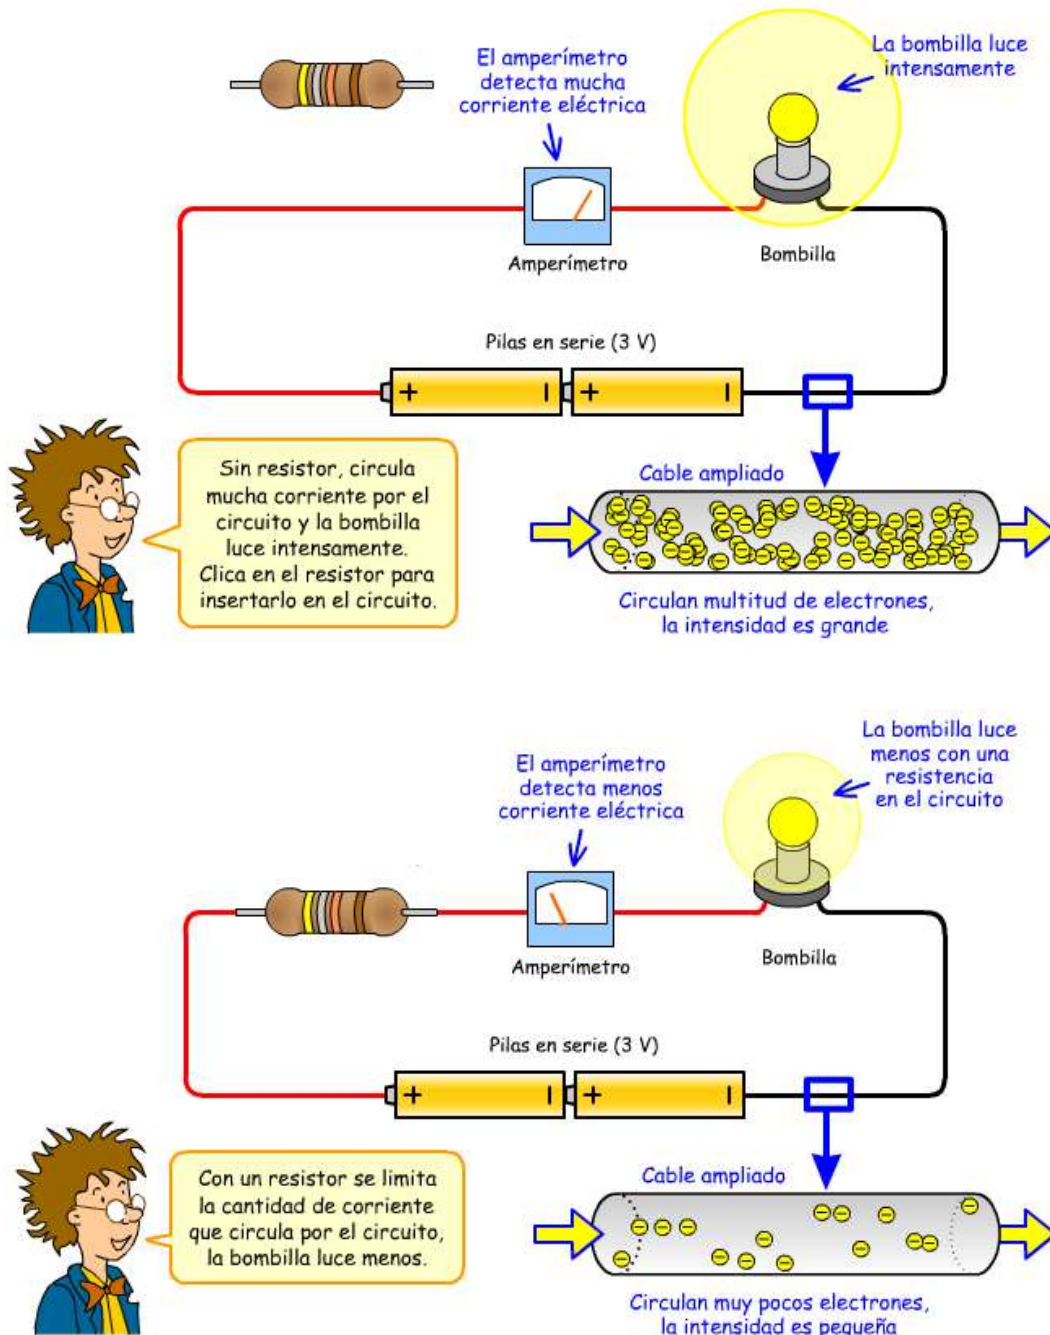 El amperímetro
detecta mucha
corriente eléctrica
La bombilla luce
intensamente
Amperímetro
Bombilla
Pilas en serie (3 V)
+ − + −
Sin resistor, circula
mucha corriente por el
circuito y la bombilla
luce intensamente.
Clica en el resistor para
insertarlo en el circuito.
Cable ampliado
Circulan multitud de electrones,
la intensidad es grande
El amperímetro
detecta menos
corriente eléctrica
La bombilla luce
menos con una
resistencia
en el circuito
Amperímetro
Bombilla
Pilas en serie (3 V)
+ − + −
Con un resistor se limita
la cantidad de corriente
que circula por el circuito,
la bombilla luce menos.
Cable ampliado
Circulan muy pocos electrones,
la intensidad es pequeña